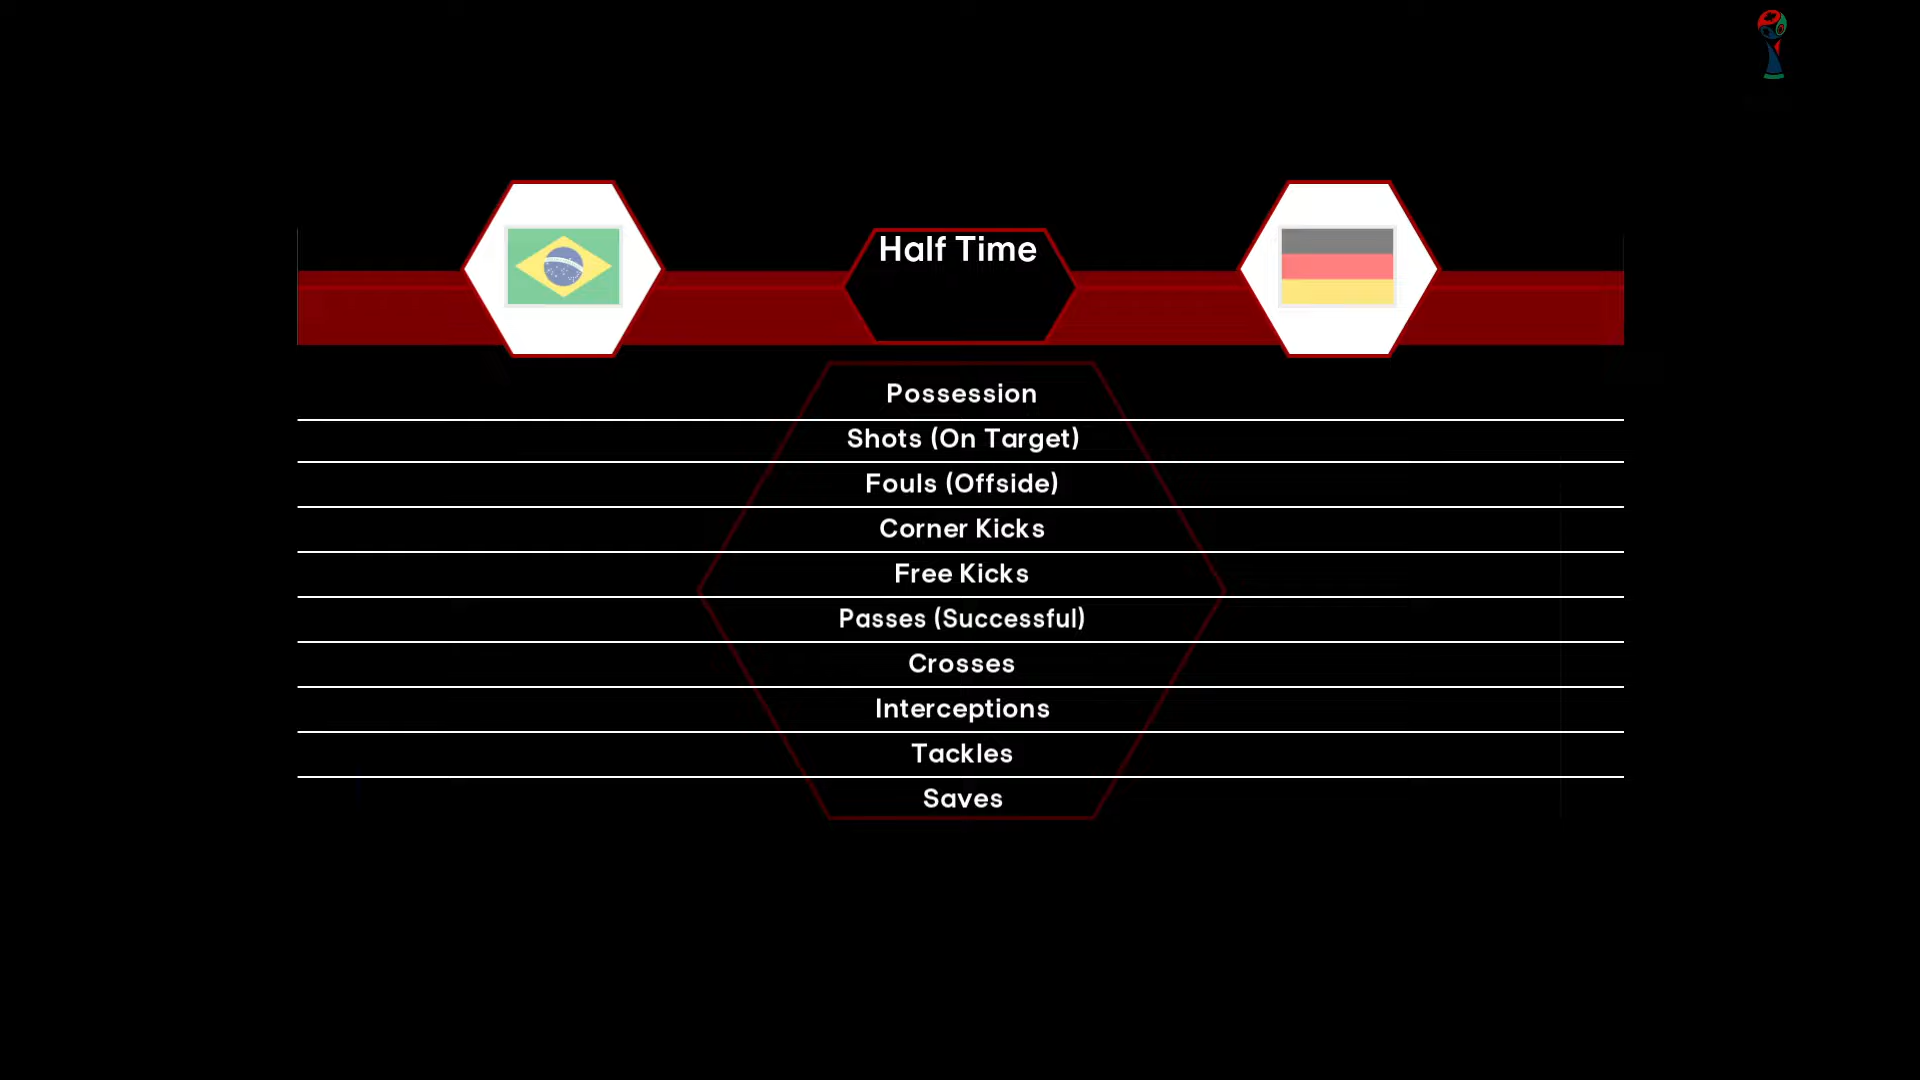 Half Time
Possession
Shots (On Target)
Fouls (Offside)
Corner Kicks
Free Kicks
Passes (Successful)
Crosses
Interceptions
Tackles
Saves